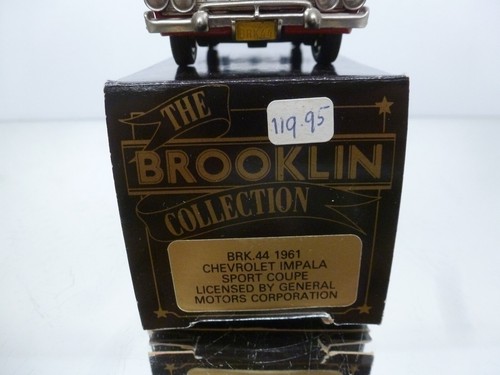 THE
119.95
BROOKLIN
COLLECTION
BRK.44 1961
CHEVROLET IMPALA
SPORT COUPE
LICENSED BY GENERAL
MOTORS CORPORATION